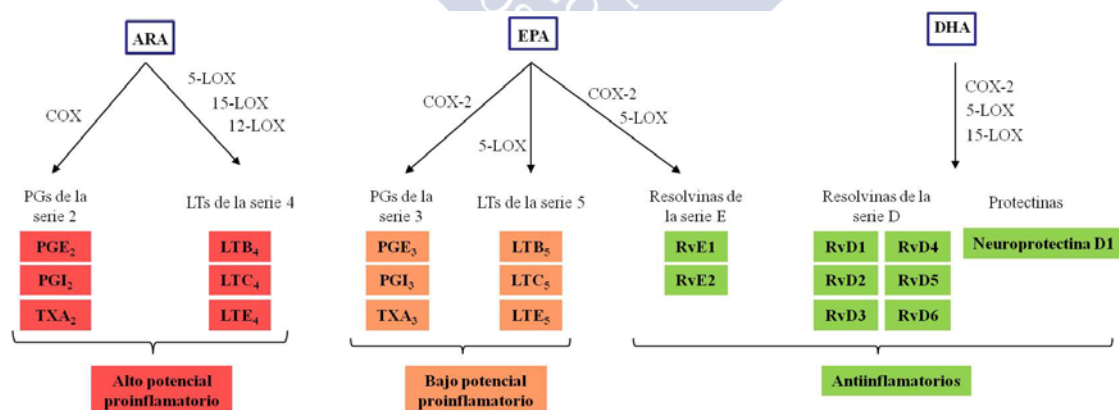 ARA
EPA
DHA
COX
5-LOX
15-LOX
12-LOX
COX-2
5-LOX
COX-2
5-LOX
COX-2
5-LOX
15-LOX
PGs de la
serie 2
LTs de la serie 4
PGs de la
serie 3
LTs de la serie 5
Resolvinas de
la serie E
Resolvinas de
la serie D
Protectinas
PGE₂
PGI₂
TXA₂
LTB₄
LTC₄
LTE₄
PGE₃
PGI₃
TXA₃
LTB₅
LTC₅
LTE₅
RvE1
RvE2
RvD1
RvD2
RvD3
RvD4
RvD5
RvD6
Neuroprotectina D1
Alto potencial
proinflamatorio
Bajo potencial
proinflamatorio
Antiinflamatorios